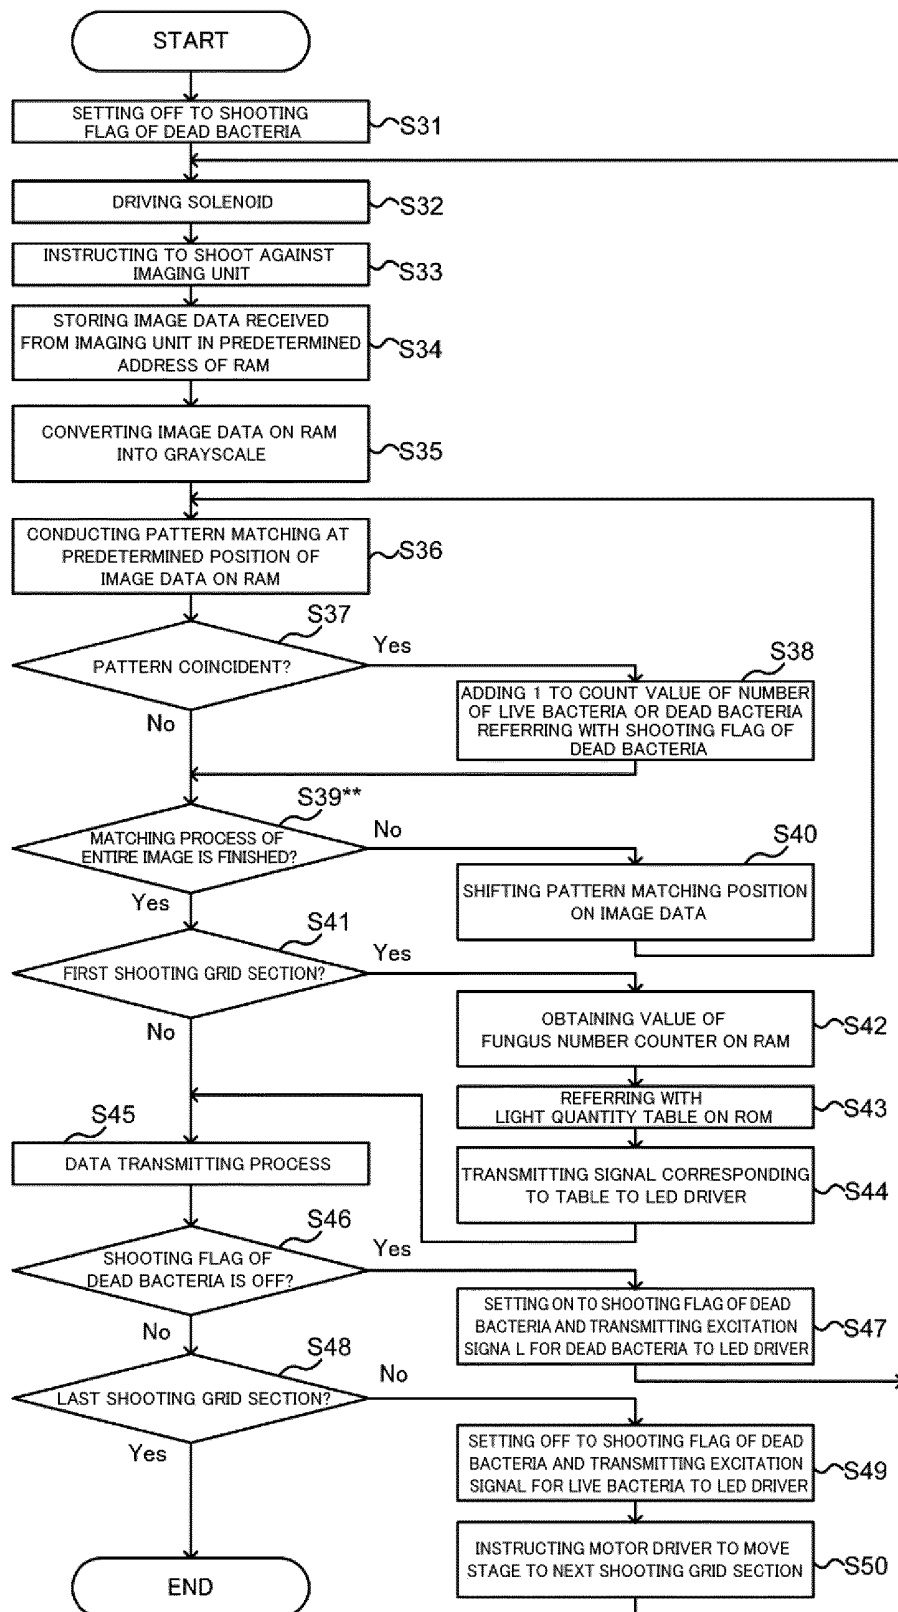 START
SETTING OFF TO SHOOTING
FLAG OF DEAD BACTERIA
S31
DRIVING SOLENOID
S32
INSTRUCTING TO SHOOT AGAINST
IMAGING UNIT
S33
STORING IMAGE DATA RECEIVED
FROM IMAGING UNIT IN PREDETERMINED
ADDRESS OF RAM
S34
CONVERTING IMAGE DATA ON RAM
INTO GRAYSCALE
S35
CONDUCTING PATTERN MATCHING AT
PREDETERMINED POSITION OF
IMAGE DATA ON RAM
S36
S37
PATTERN COINCIDENT?
Yes
No
S38
ADDING 1 TO COUNT VALUE OF NUMBER
OF LIVE BACTERIA OR DEAD BACTERIA
REFERRING WITH SHOOTING FLAG OF
DEAD BACTERIA
S39**
MATCHING PROCESS OF
ENTIRE IMAGE IS FINISHED?
No
Yes
S40
SHIFTING PATTERN MATCHING POSITION
ON IMAGE DATA
S41
FIRST SHOOTING GRID SECTION?
Yes
No
OBTAINING VALUE OF
FUNGUS NUMBER COUNTER ON RAM
S42
REFERRING WITH
LIGHT QUANTITY TABLE ON ROM
S43
TRANSMITTING SIGNAL CORRESPONDING
TO TABLE TO LED DRIVER
S44
S45
DATA TRANSMITTING PROCESS
S46
SHOOTING FLAG OF
DEAD BACTERIA IS OFF?
Yes
No
SETTING ON TO SHOOTING FLAG OF DEAD
BACTERIA AND TRANSMITTING EXCITATION
SIGNA L FOR DEAD BACTERIA TO LED DRIVER
S47
S48
LAST SHOOTING GRID SECTION?
No
Yes
SETTING OFF TO SHOOTING FLAG OF DEAD
BACTERIA AND TRANSMITTING EXCITATION
SIGNAL FOR LIVE BACTERIA TO LED DRIVER
S49
INSTRUCTING MOTOR DRIVER TO MOVE
STAGE TO NEXT SHOOTING GRID SECTION
S50
END